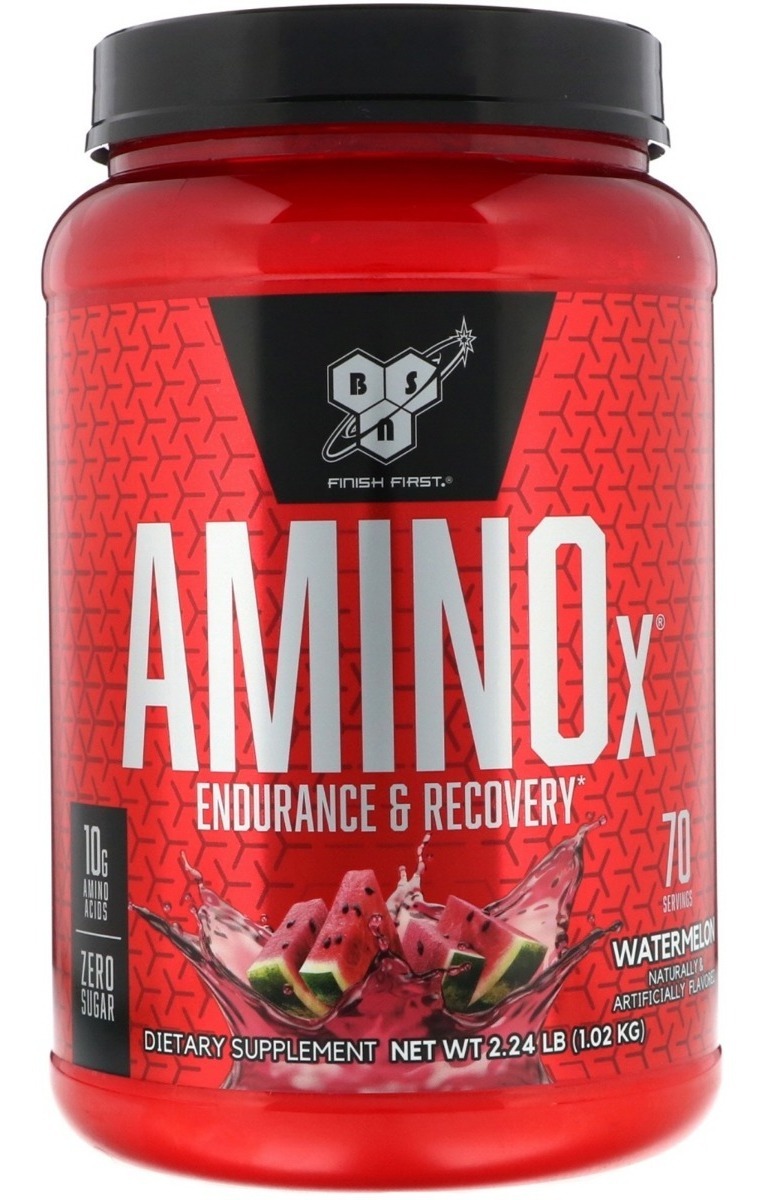 B S
n
FINISH FIRST.®
AMINOx®
ENDURANCE & RECOVERY*
10G
AMINO
ACIDS
ZERO
SUGAR
70
SERVINGS
WATERMELON
NATURALLY &
ARTIFICIALLY FLAVORED
DIETARY SUPPLEMENT NET WT 2.24 LB (1.02 KG)